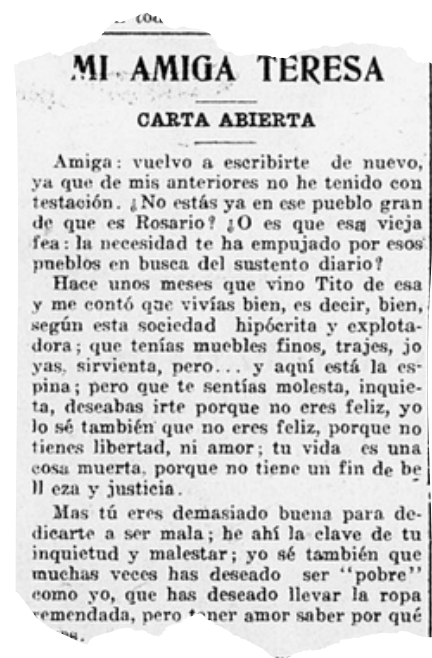 MI AMIGA TERESA
CARTA ABIERTA
Amiga: vuelvo a escribirte de nuevo,
ya que de mis anteriores no he tenido con
testación. ¿No estás ya en ese pueblo gran
de que es Rosario? ¿O es que esa vieja
fea: la necesidad te ha empujado por esos
pueblos en busca del sustento diario?
Hace unos meses que vino Tito de esa
y me contó que vivías bien, es decir, bien,
según esta sociedad hipócrita y explota-
dora; que tenías muebles finos, trajes, jo
yas, sirvienta, pero... y aquí está la es-
pina; pero que te sentías molesta, inquie-
ta, deseabas irte porque no eres feliz, yo
lo sé también que no eres feliz, porque no
tienes libertad, ni amor; tu vida es una
cosa muerta, porque no tiene un fin de be
ll eza y justicia.
Mas tú eres demasiado buena para de-
dicarte a ser mala; he ahí la clave de tu
inquietud y malestar; yo sé también que
muchas veces has deseado ser "pobre"
como yo, que has deseado llevar la ropa
remendada, pero tener amor saber por qué